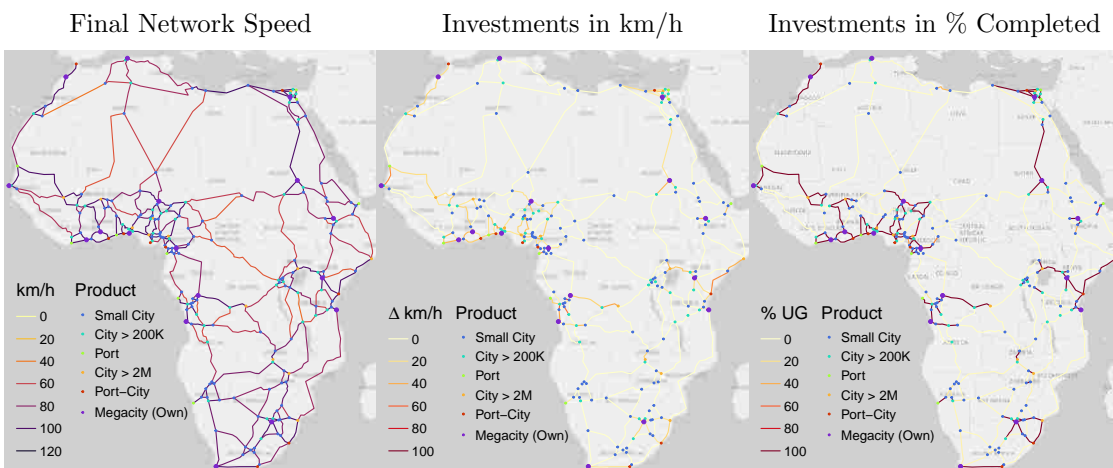 Final Network Speed
Investments in km/h
Investments in % Completed
km/h Product
0
20
40
60
80
100
120
Small City
City > 200K
Port
City > 2M
Port−City
Megacity (Own)
Δ km/h Product
0
20
40
60
80
100
Small City
City > 200K
Port
City > 2M
Port−City
Megacity (Own)
% UG Product
0
20
40
60
80
100
Small City
City > 200K
Port
City > 2M
Port−City
Megacity (Own)